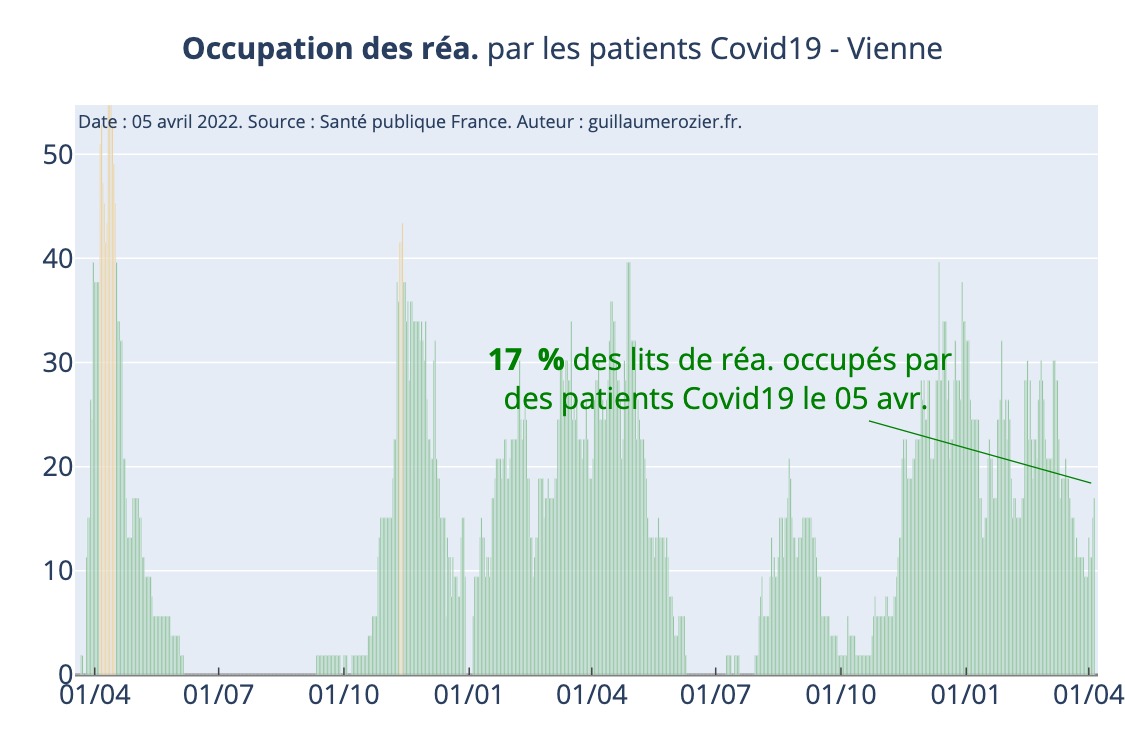 Occupation des réa. par les patients Covid19 - Vienne
Date : 05 avril 2022. Source : Santé publique France. Auteur : guillaumerozier.fr.
50
40
30
20
10
0
17 % des lits de réa. occupés par
des patients Covid19 le 05 avr.
01/04 01/07 01/10 01/01 01/04 01/07 01/10 01/01 01/04